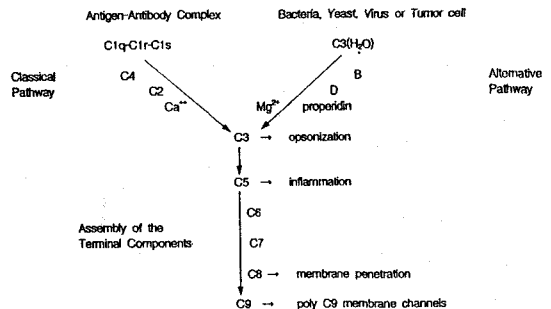 Antigen-Antibody Complex
Bacteria, Yeast, Virus or Tumor cell
C1q-C1r-C1s
C3(H₂O)
Classical
Pathway
C4
C2
Ca⁺⁺
B
D
Mg²⁺
properidin
Alternative
Pathway
C3 → opsonization
C5 → inflammation
C6
Assembly of the
Terminal Components
C7
C8 → membrane penetration
C9 → poly C9 membrane channels